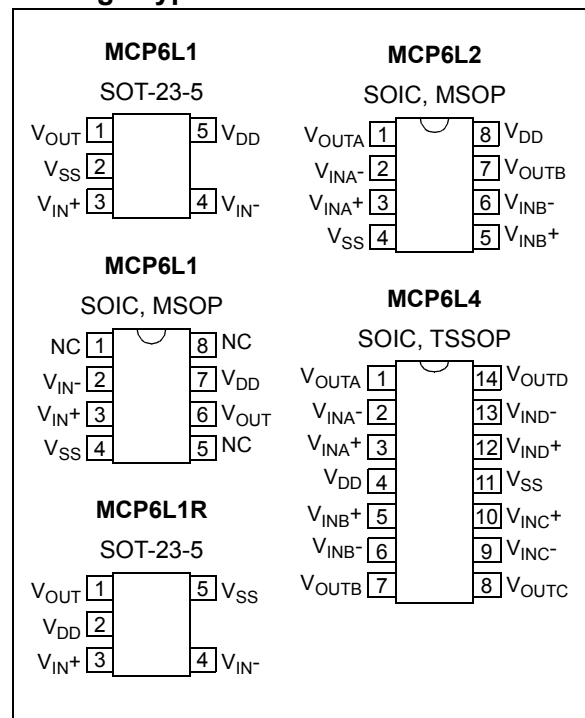 MCP6L1
SOT-23-5
VOUT 1 5 VDD
VSS 2
VIN+ 3 4 VIN-
MCP6L1
SOIC, MSOP
NC 1 8 NC
VIN- 2 7 VDD
VIN+ 3 6 VOUT
VSS 4 5 NC
MCP6L1R
SOT-23-5
VOUT 1 5 VSS
VDD 2
VIN+ 3 4 VIN-
MCP6L2
SOIC, MSOP
VOUTA 1 8 VDD
VINA- 2 7 VOUTB
VINA+ 3 6 VINB-
VSS 4 5 VINB+
MCP6L4
SOIC, TSSOP
VOUTA 1 14 VOUTD
VINA- 2 13 VIND-
VINA+ 3 12 VIND+
VDD 4 11 VSS
VINB+ 5 10 VINC+
VINB- 6 9 VINC-
VOUTB 7 8 VOUTC